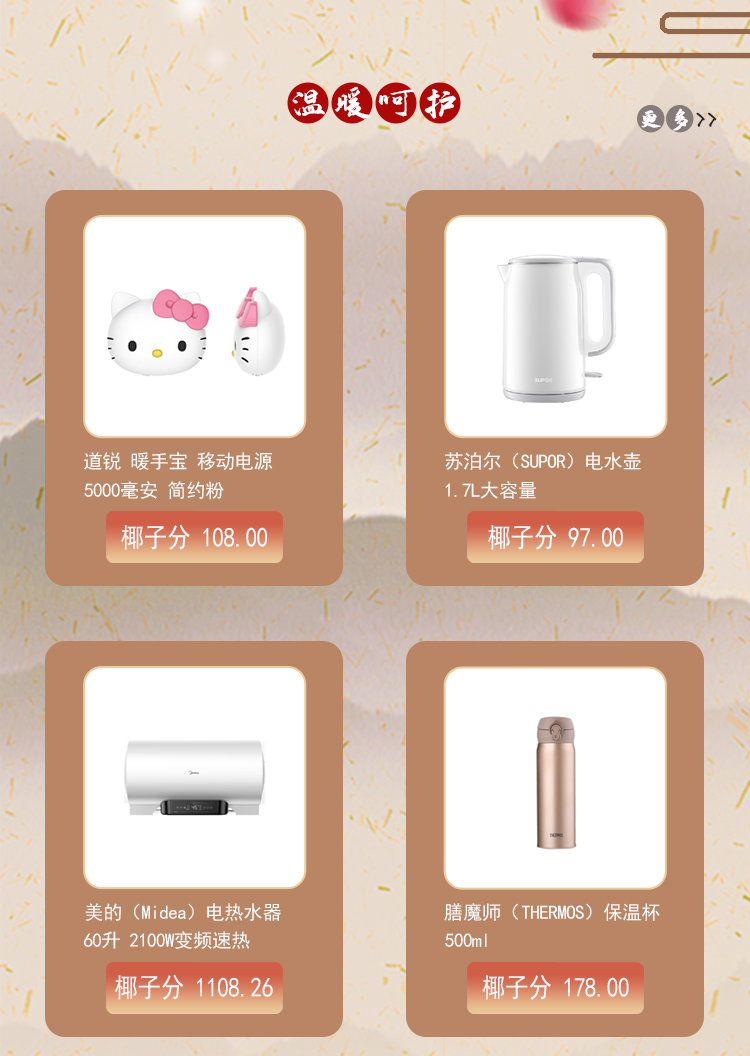 温暖呵护
更多>>
道锐 暖手宝 移动电源
5000毫安 简约粉
椰子分 108.00
SUPOR
苏泊尔（SUPOR）电水壶
1.7L大容量
椰子分 97.00
Midea
美的（Midea）电热水器
60升 2100W变频速热
椰子分 1108.26
THERMOS
膳魔师（THERMOS）保温杯
500ml
椰子分 178.00